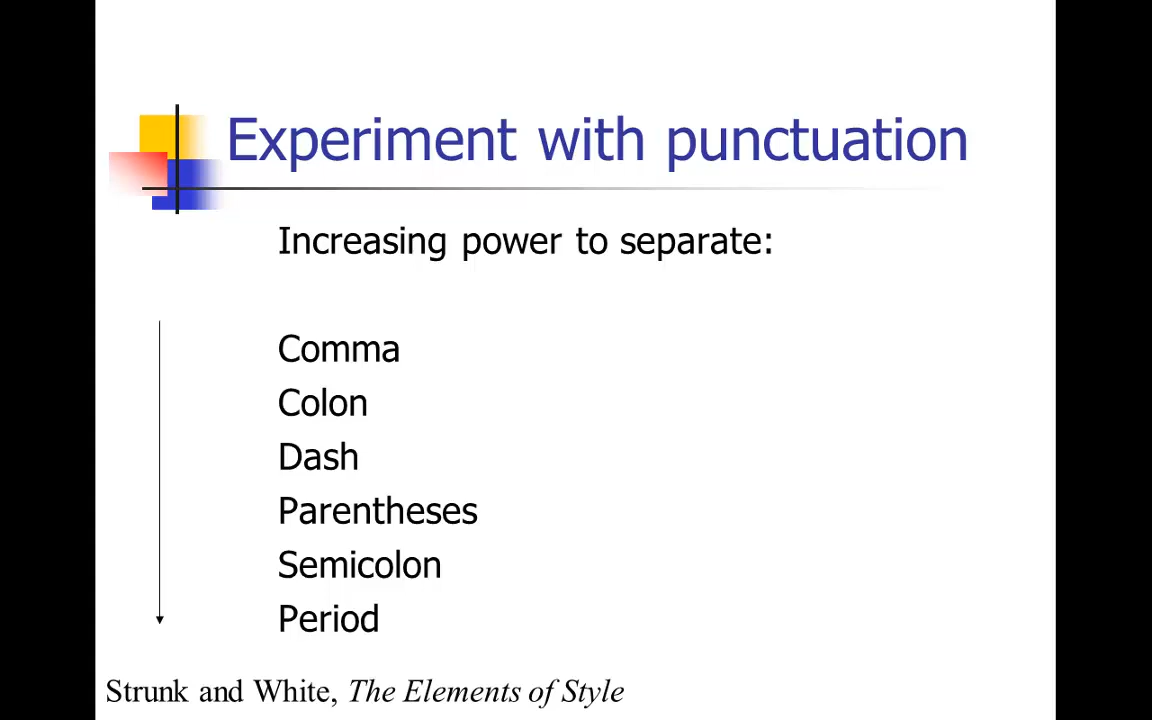 Experiment with punctuation
Increasing power to separate:
Comma
Colon
Dash
Parentheses
Semicolon
Period
Strunk and White, The Elements of Style